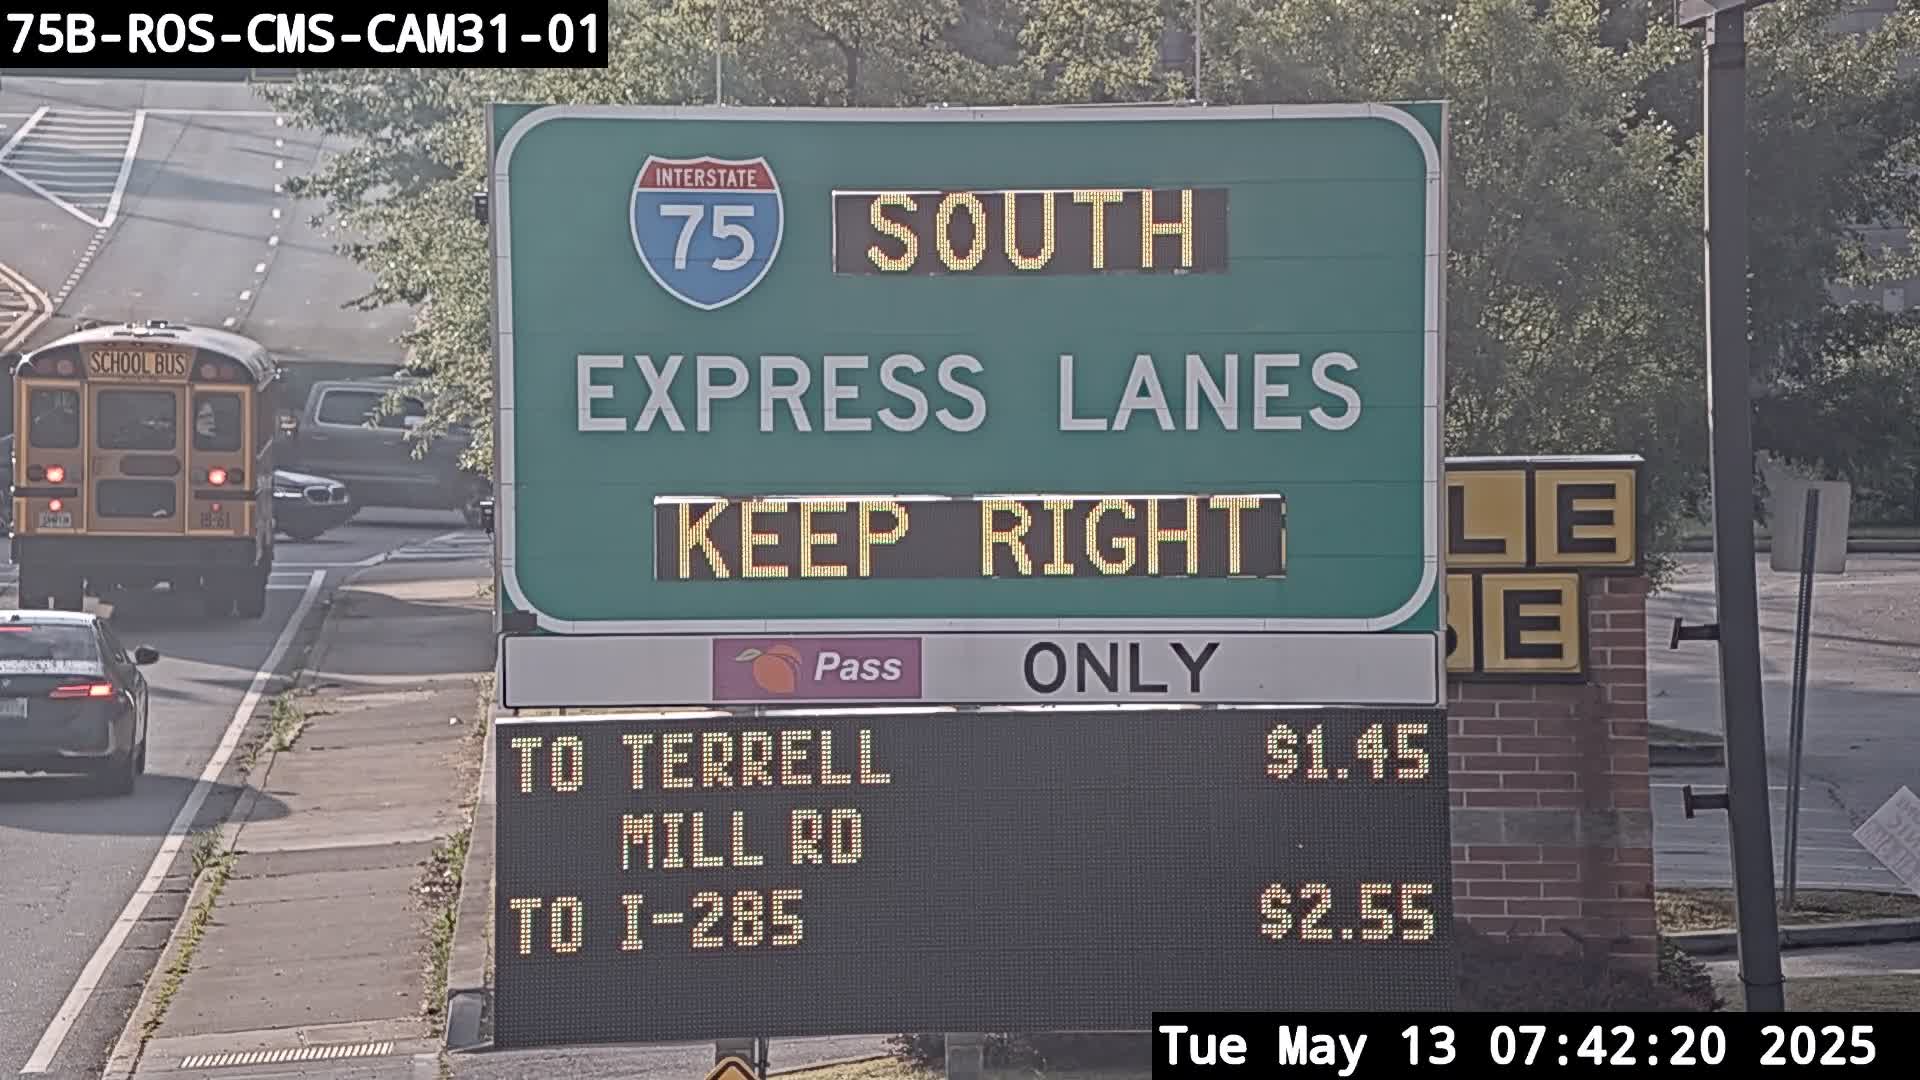 75B-ROS-CMS-CAM31-01
INTERSTATE
75
SOUTH
EXPRESS LANES
KEEP RIGHT
Pass ONLY
TO TERRELL $1.45
MILL RD
TO I-285 $2.55
SCHOOL BUS
LE
E
Tue May 13 07:42:20 2025